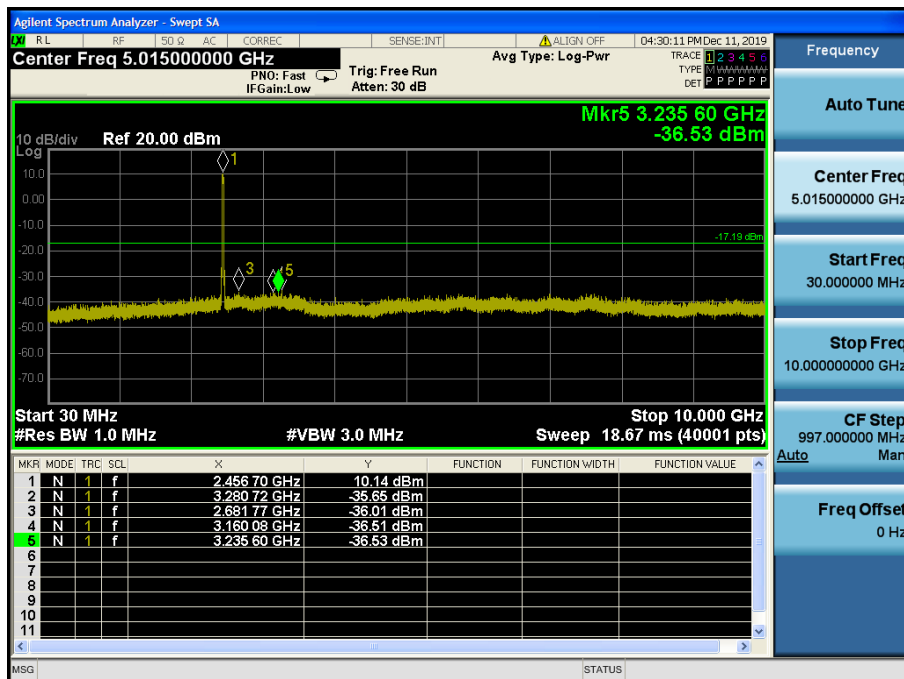 Agilent Spectrum Analyzer - Swept SA
LXI RL RF 50 Ω AC CORREC SENSE:INT ALIGN OFF 04:30:11 PM Dec 11, 2019
Center Freq 5.015000000 GHz
PNO: Fast
IFGain:Low
Trig: Free Run
Atten: 30 dB
Avg Type: Log-Pwr
TRACE 1 2 3 4 5 6
TYPE M WWWWW
DET P P P P P P
Mkr5 3.235 60 GHz
-36.53 dBm
10 dB/div Ref 20.00 dBm
Log
10.0
0.00
-10.0
-20.0
-30.0
-40.0
-50.0
-60.0
-70.0
1
3
5
-17.19 dBm
Start 30 MHz Stop 10.000 GHz
#Res BW 1.0 MHz #VBW 3.0 MHz Sweep 18.67 ms (40001 pts)
MKR MODE TRC SCL X Y FUNCTION FUNCTION WIDTH FUNCTION VALUE
1 N 1 f 2.456 70 GHz 10.14 dBm
2 N 1 f 3.280 72 GHz -35.65 dBm
3 N 1 f 2.681 77 GHz -36.01 dBm
4 N 1 f 3.160 08 GHz -36.51 dBm
5 N 1 f 3.235 60 GHz -36.53 dBm
6
7
8
9
10
11
MSG STATUS
Frequency
Auto Tune
Center Freq
5.015000000 GHz
Start Freq
30.000000 MHz
Stop Freq
10.000000000 GHz
CF Step
997.000000 MHz
Auto Man
Freq Offset
0 Hz